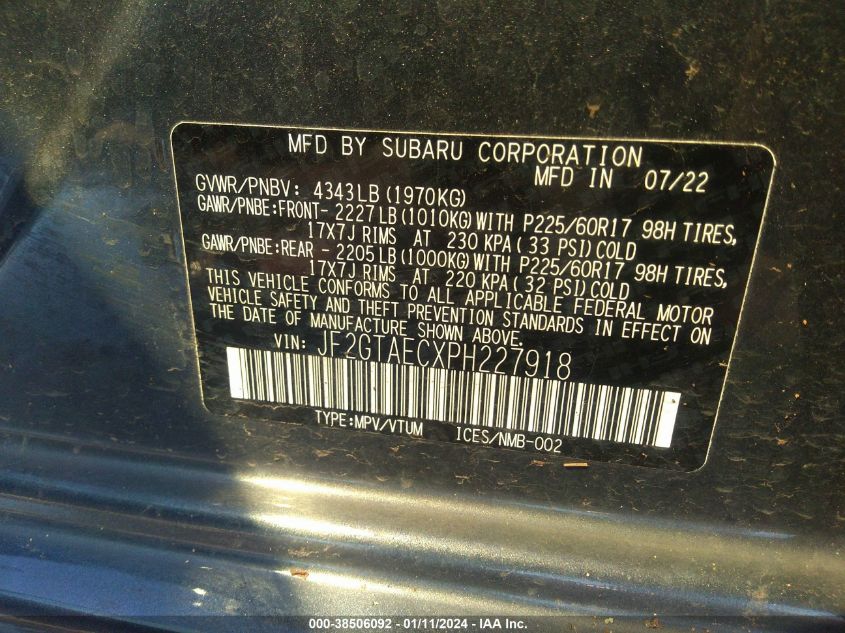 MFD BY SUBARU CORPORATION
MFD IN 07/22
GVWR/PNBV: 4343LB (1970KG)
GAWR/PNBE:FRONT- 2227LB(1010KG)WITH P225/60R17 98H TIRES,
17X7J RIMS AT 230 KPA( 33 PSI)COLD
GAWR/PNBE:REAR - 2205LB(1000KG)WITH P225/60R17 98H TIRES,
17X7J RIMS AT 220 KPA( 32 PSI)COLD
THIS VEHICLE CONFORMS TO ALL APPLICABLE FEDERAL MOTOR
VEHICLE SAFETY AND THEFT PREVENTION STANDARDS IN EFFECT ON
THE DATE OF MANUFACTURE SHOWN ABOVE.
VIN: JF2GTAECXPH227918
TYPE:MPV/VTUM ICES/NMB-002
000-38506092 - 01/11/2024 - IAA Inc.